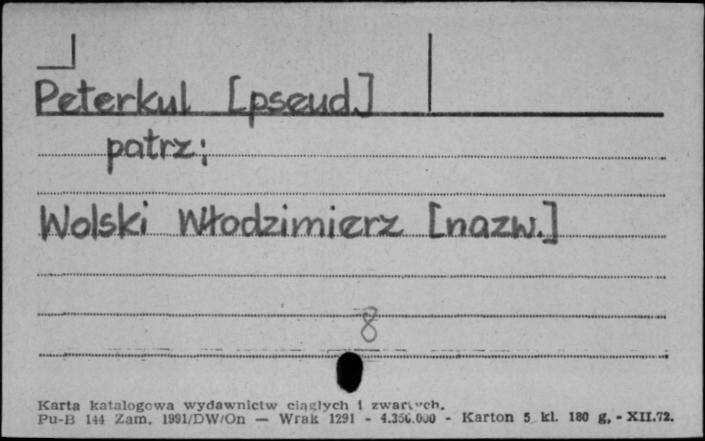 Peterkul [pseud.]
patrz;
Wolski Włodzimierz [nazw.]
8
Karta katalogowa wydawnictw ciągłych i zwartych.
Pu-B 144 Zam. 1991/DW/On — Wrak 1291 - 4.356.000 - Karton 5 kl. 180 g, - XII.72.